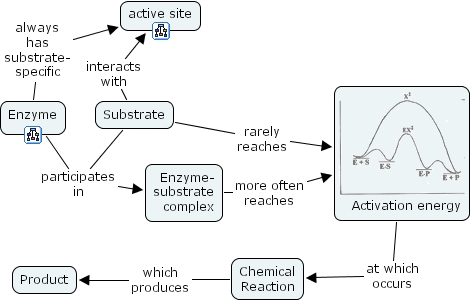 active site
always
has
substrate-
specific
interacts
with
Enzyme
Substrate
rarely
reaches
participates
in
Enzyme-
substrate
complex
more often
reaches
X‡
EX‡
E + S
E-S
E-P
E + P
Activation energy
at which
occurs
Chemical
Reaction
which
produces
Product